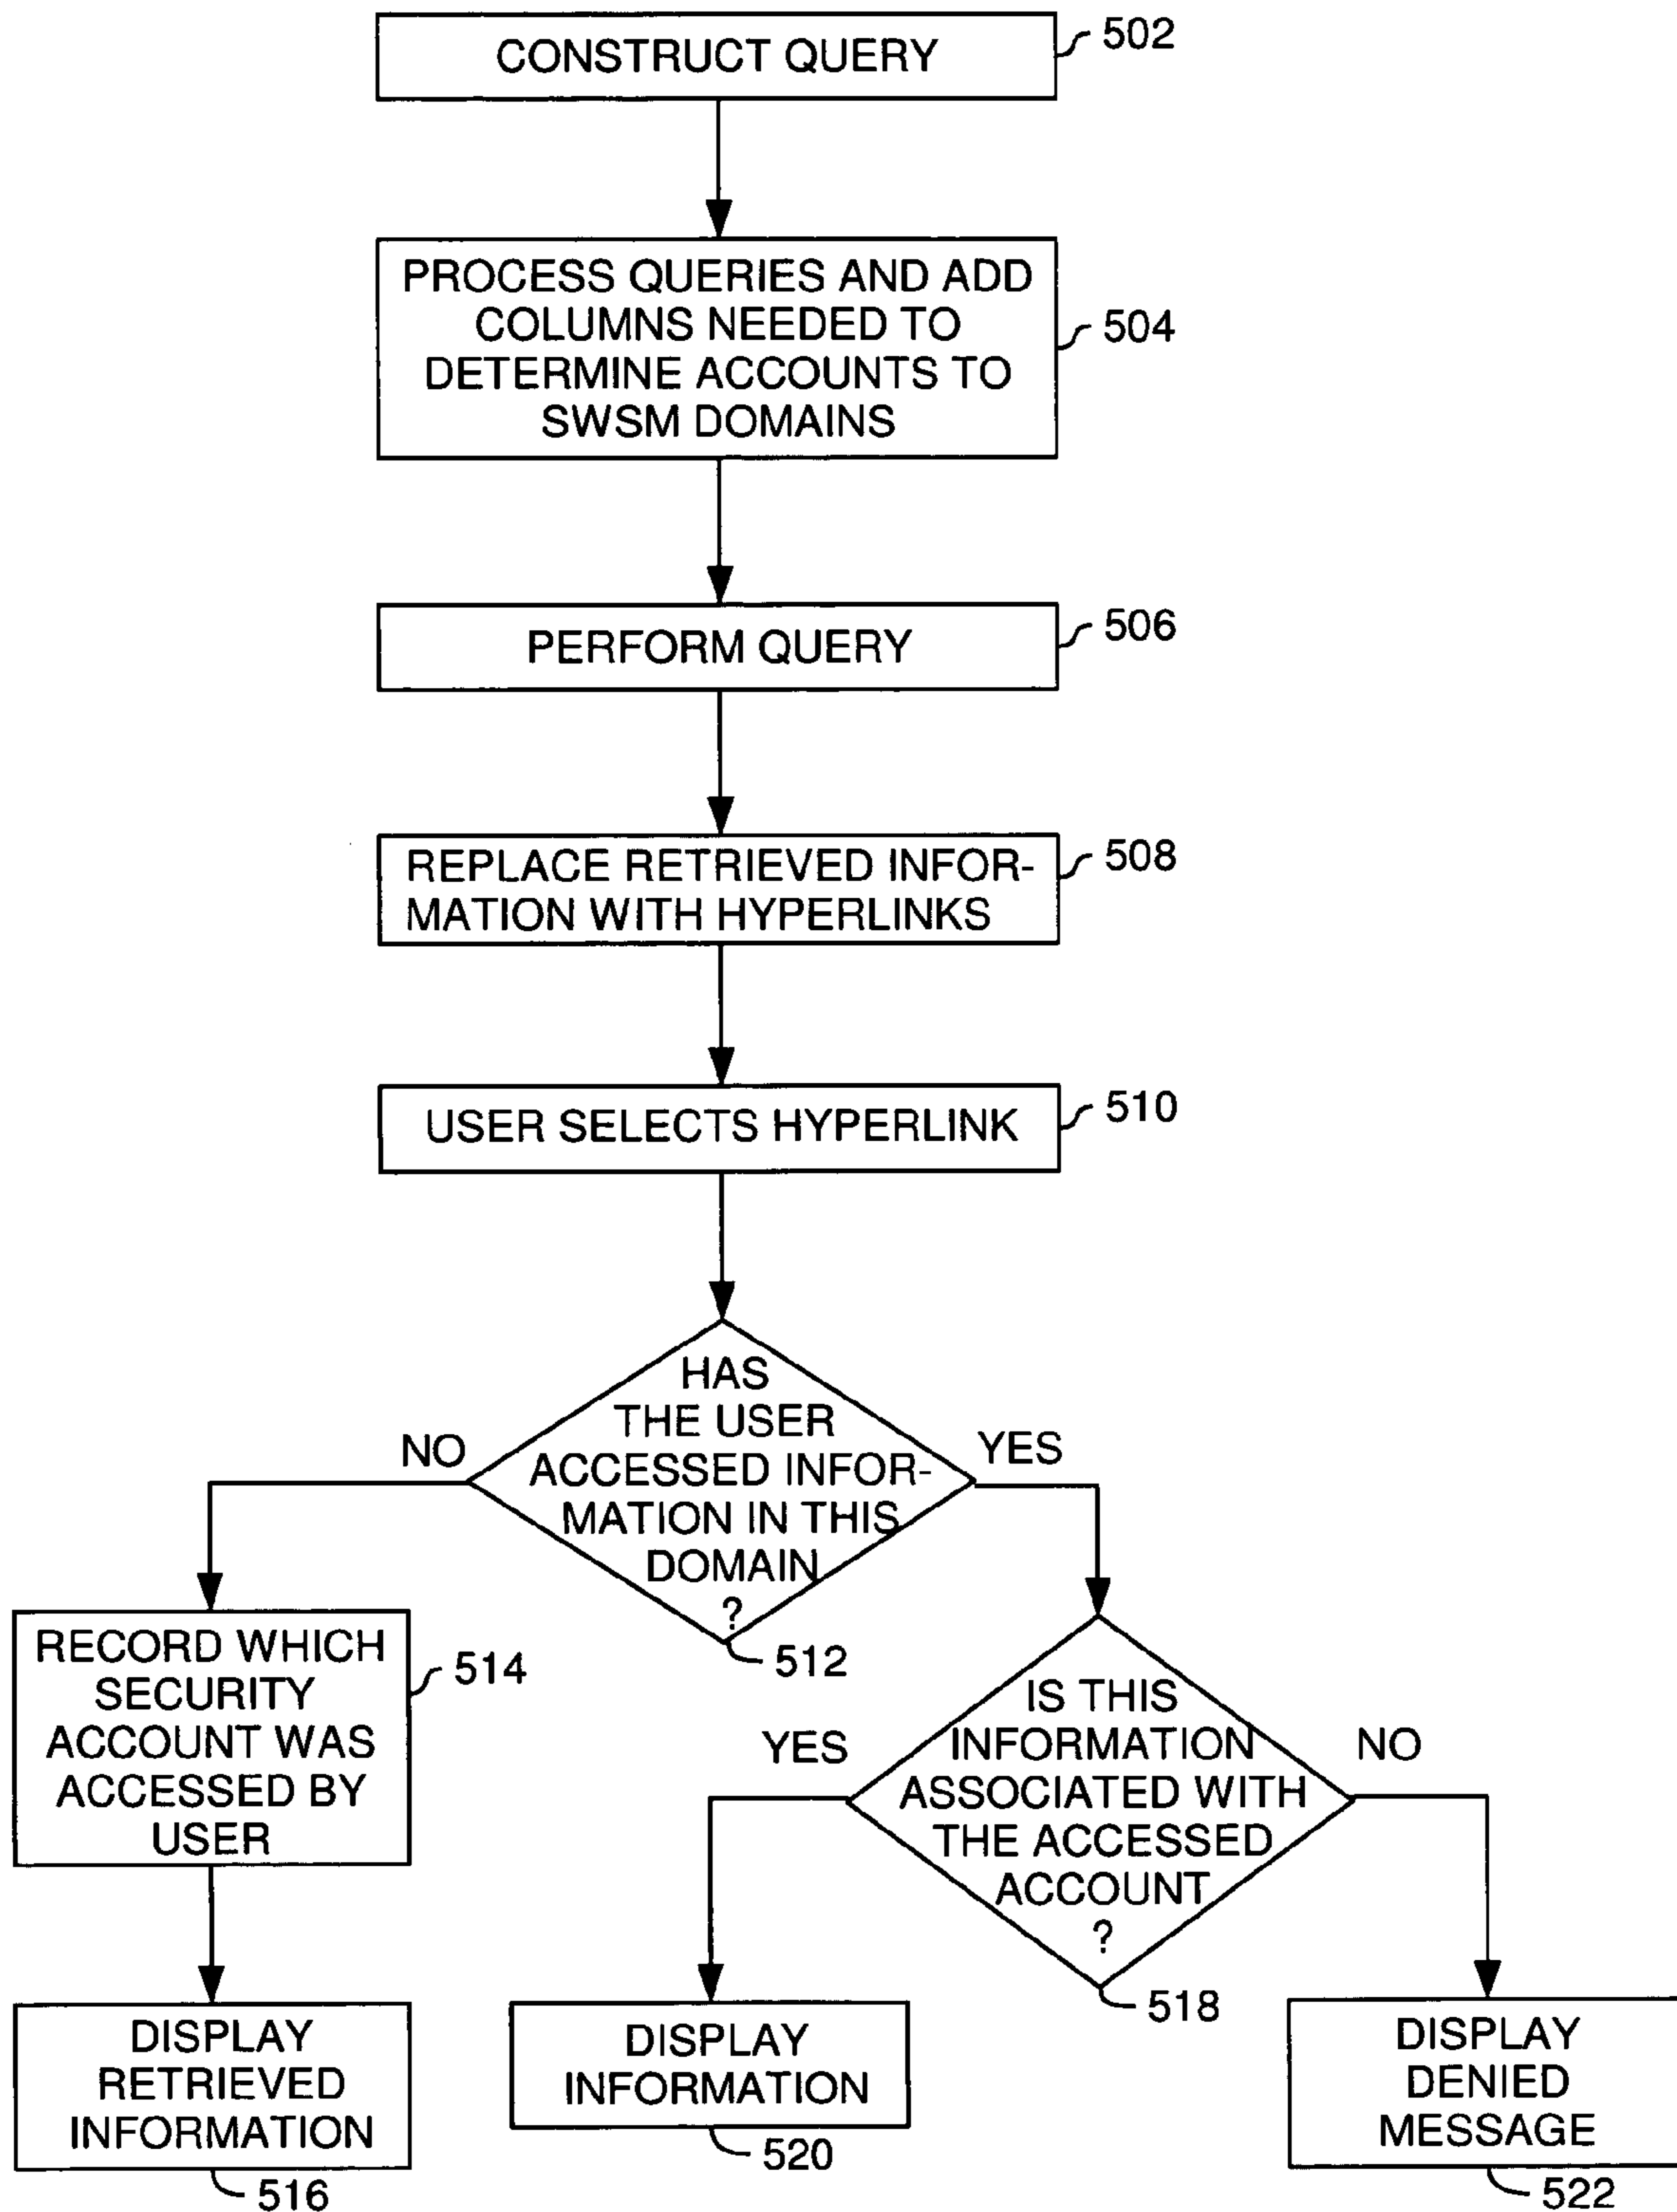 CONSTRUCT QUERY
502
PROCESS QUERIES AND ADD
COLUMNS NEEDED TO
DETERMINE ACCOUNTS TO
SWSM DOMAINS
504
PERFORM QUERY
506
REPLACE RETRIEVED INFOR-
MATION WITH HYPERLINKS
508
USER SELECTS HYPERLINK
510
HAS
THE USER
ACCESSED INFOR-
MATION IN THIS
DOMAIN
?
512
NO
YES
RECORD WHICH
SECURITY
ACCOUNT WAS
ACCESSED BY
USER
514
IS THIS
INFORMATION
ASSOCIATED WITH
THE ACCESSED
ACCOUNT
?
518
YES
NO
DISPLAY
RETRIEVED
INFORMATION
516
DISPLAY
INFORMATION
520
DISPLAY
DENIED
MESSAGE
522